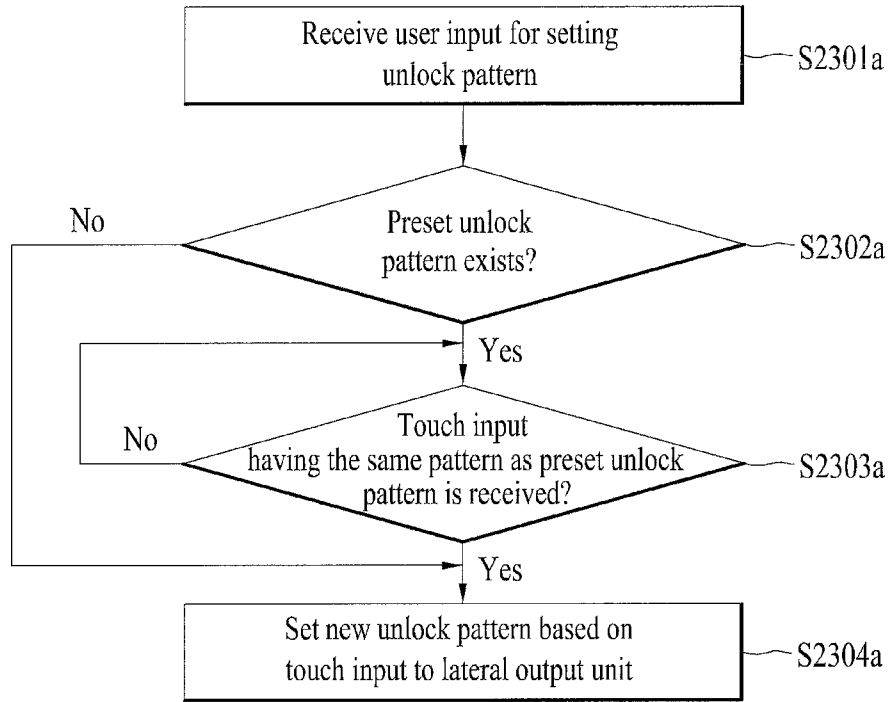 Receive user input for setting
unlock pattern
S2301a
No
Preset unlock
pattern exists?
S2302a
Yes
No
Touch input
having the same pattern as preset unlock
pattern is received?
S2303a
Yes
Set new unlock pattern based on
touch input to lateral output unit
S2304a